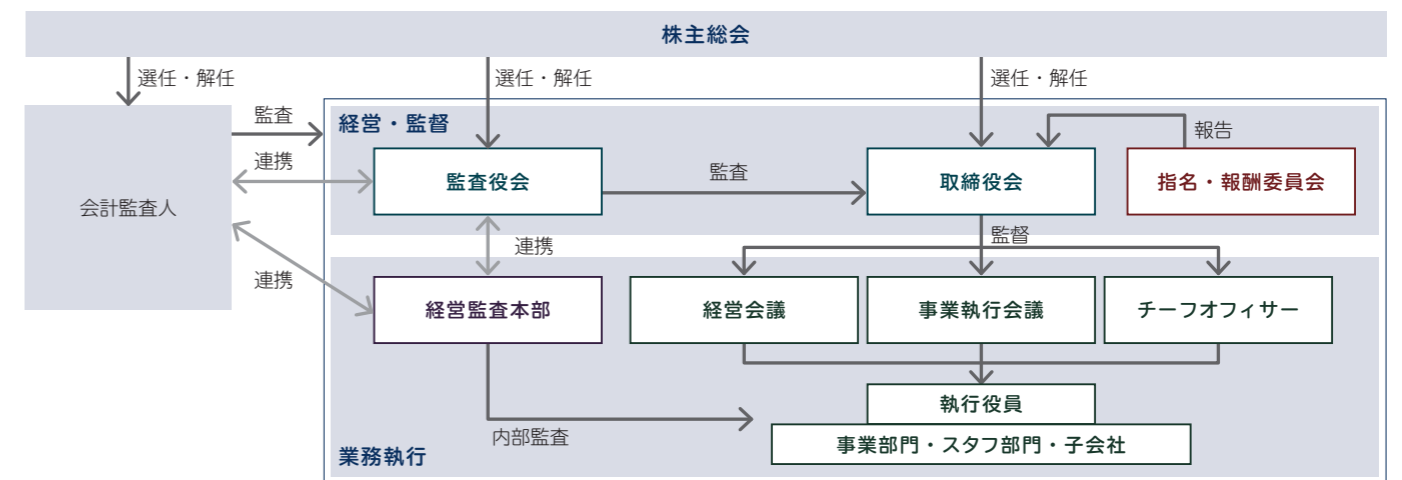 株主総会
選任・解任
選任・解任
選任・解任
監査
経営・監督
報告
連携
監査役会
監査
取締役会
指名・報酬委員会
会計監査人
連携
監督
連携
経営監査本部
経営会議
事業執行会議
チーフオフィサー
執行役員
内部監査
事業部門・スタフ部門・子会社
業務執行